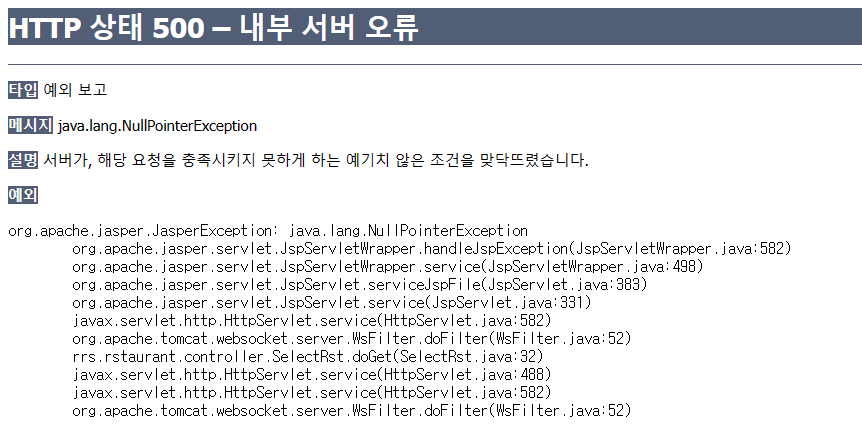 HTTP 상태 500 – 내부 서버 오류
타입 예외 보고
메시지 java.lang.NullPointerException
설명 서버가, 해당 요청을 충족시키지 못하게 하는 예기치 않은 조건을 맞닥뜨렸습니다.
예외
org.apache.jasper.JasperException: java.lang.NullPointerException
org.apache.jasper.servlet.JspServletWrapper.handleJspException(JspServletWrapper.java:582)
org.apache.jasper.servlet.JspServletWrapper.service(JspServletWrapper.java:498)
org.apache.jasper.servlet.JspServlet.serviceJspFile(JspServlet.java:383)
org.apache.jasper.servlet.JspServlet.service(JspServlet.java:331)
javax.servlet.http.HttpServlet.service(HttpServlet.java:582)
org.apache.tomcat.websocket.server.WsFilter.doFilter(WsFilter.java:52)
rrs.rstaurant.controller.SelectRst.doGet(SelectRst.java:32)
javax.servlet.http.HttpServlet.service(HttpServlet.java:488)
javax.servlet.http.HttpServlet.service(HttpServlet.java:582)
org.apache.tomcat.websocket.server.WsFilter.doFilter(WsFilter.java:52)